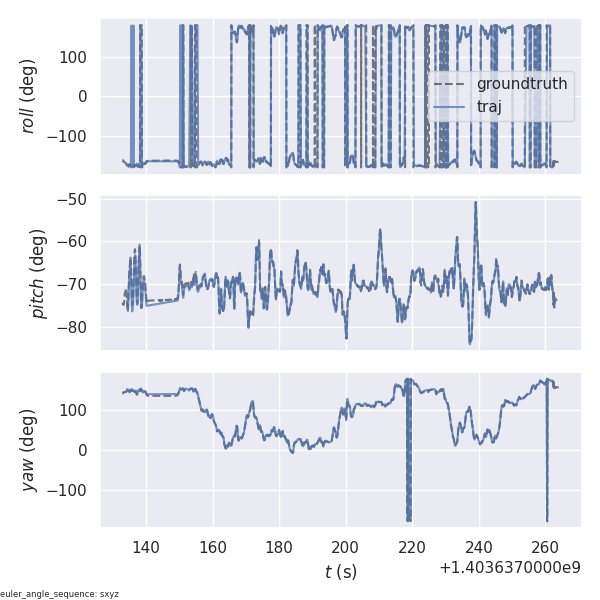 roll (deg)
100
0
−100
groundtruth
traj
pitch (deg)
−50
−60
−70
−80
yaw (deg)
100
0
−100
140 160 180 200 220 240 260
t (s)
+1.4036370000e9
euler_angle_sequence: sxyz